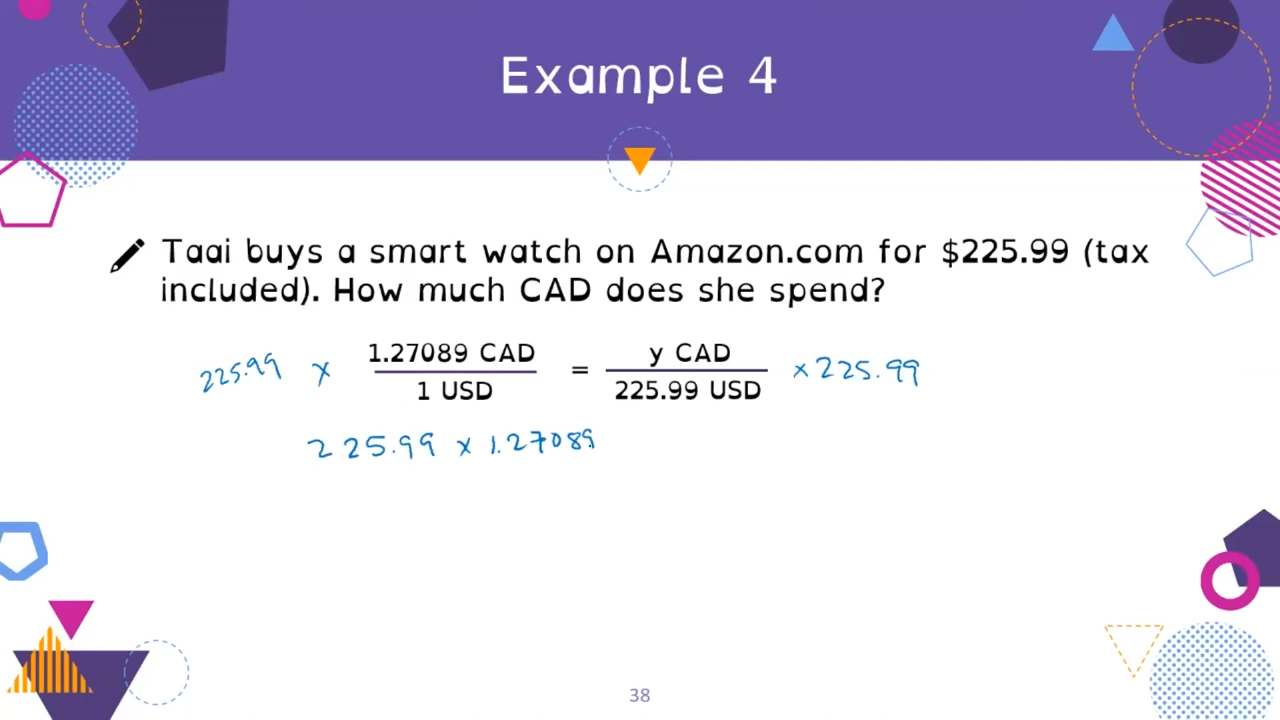 Example 4
Taai buys a smart watch on Amazon.com for $225.99 (tax
included). How much CAD does she spend?
225.99 × 1.27089 CAD / 1 USD = y CAD / 225.99 USD × 225.99
225.99 × 1.27089
38